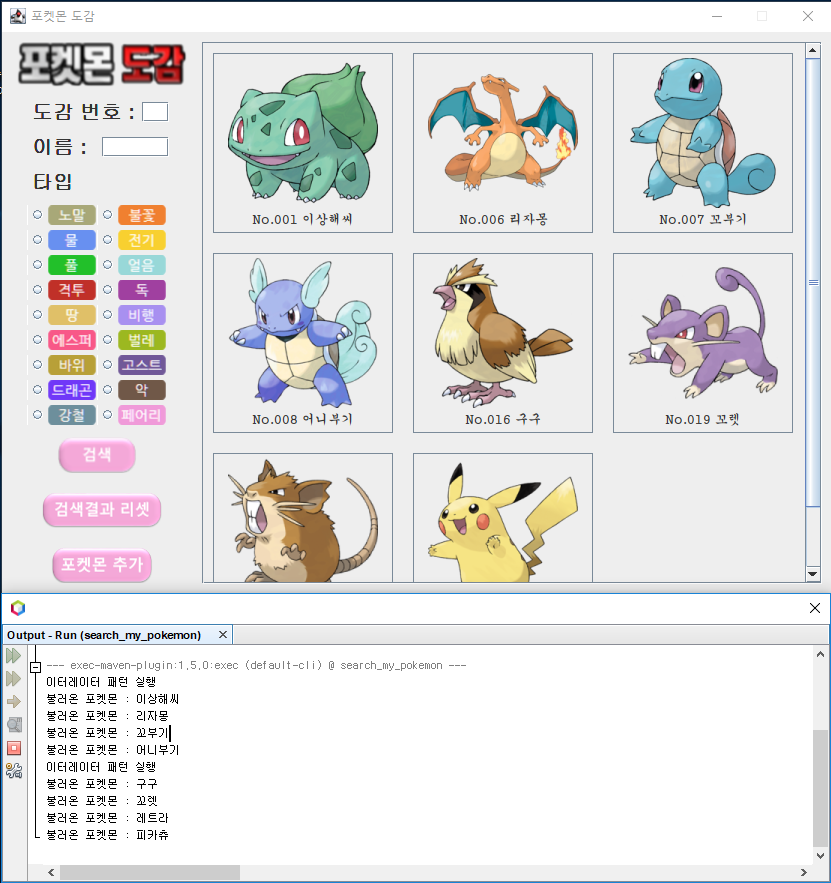 포켓몬 도감
포켓몬 도감
도감 번호 :
이름 :
타입
노말 불꽃
물 전기
풀 얼음
격투 독
땅 비행
에스퍼 벌레
바위 고스트
드래곤 악
강철 페어리
검색
검색결과 리셋
포켓몬 추가
No.001 이상해씨 No.006 리자몽 No.007 꼬부기
No.008 어니부기 No.016 구구 No.019 꼬렛
Output - Run (search_my_pokemon)
--- exec-maven-plugin:1.5.0:exec (default-cli) @ search_my_pokemon ---
이터레이터 패턴 실행
불러온 포켓몬 : 이상해씨
불러온 포켓몬 : 리자몽
불러온 포켓몬 : 꼬부기
불러온 포켓몬 : 어니부기
이터레이터 패턴 실행
불러온 포켓몬 : 구구
불러온 포켓몬 : 꼬렛
불러온 포켓몬 : 레트라
불러온 포켓몬 : 피카츄